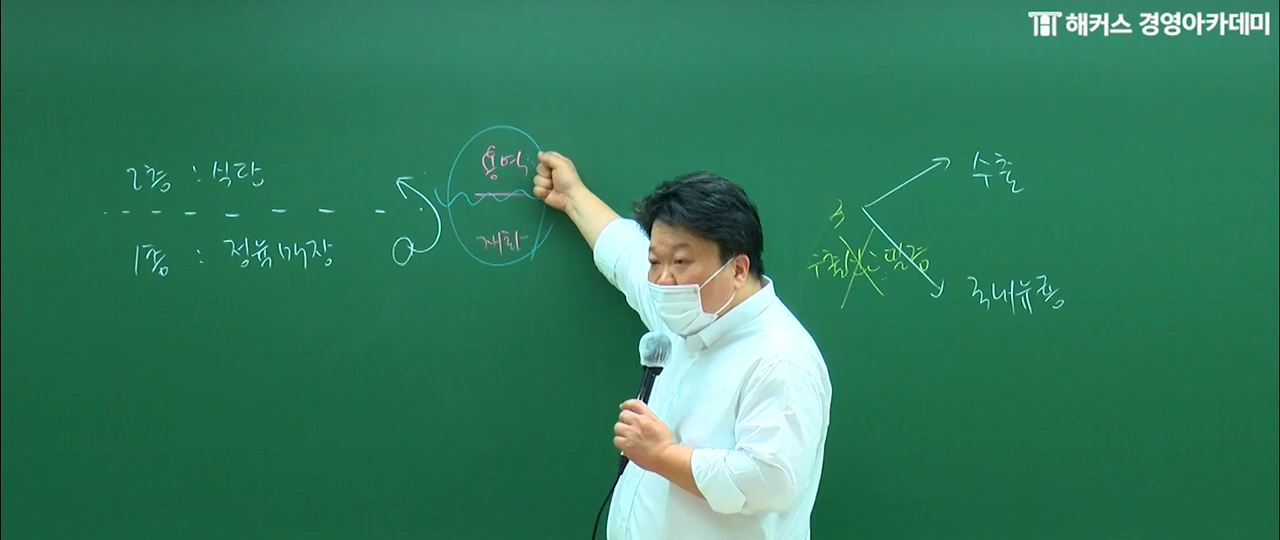 해커스 경영아카데미
2층 : 식당
1층 : 정육매장
용역
재화
수출
국내유통